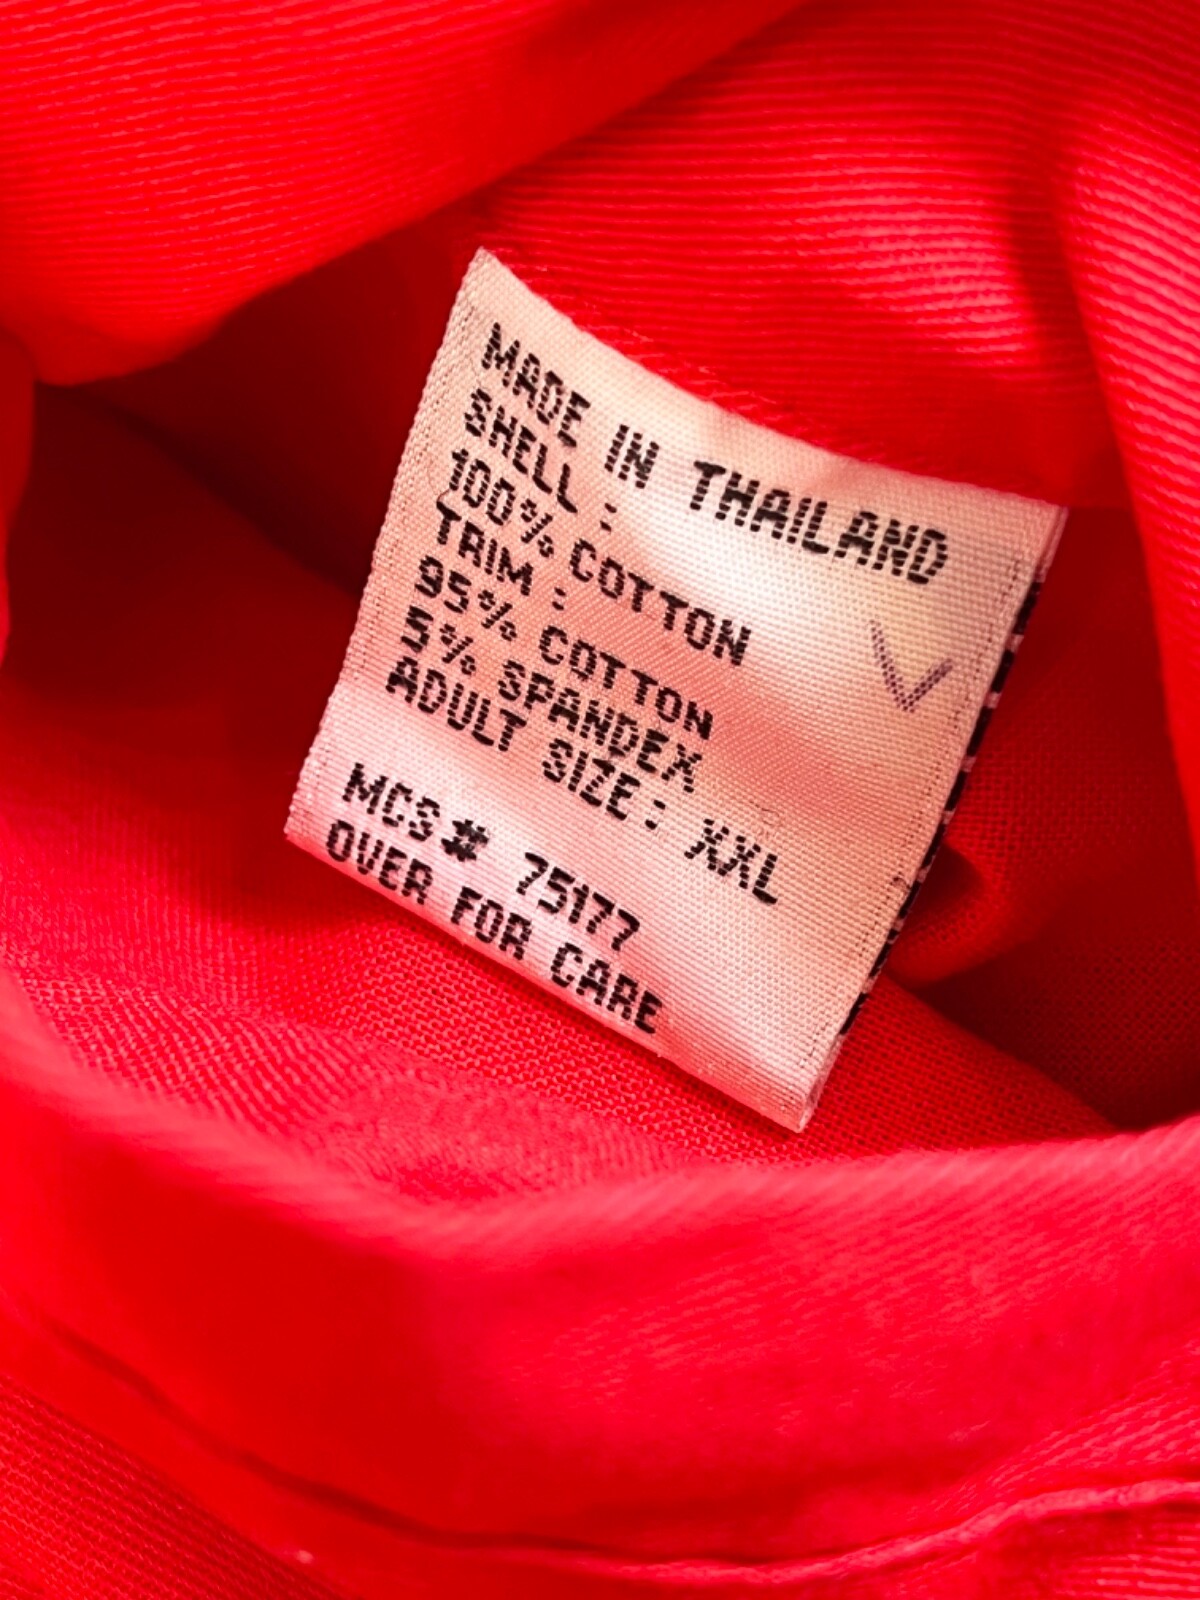 MADE IN THAILAND
SHELL :
100% COTTON
TRIM :
95% COTTON
5% SPANDEX
ADULT SIZE: XXL
MCS# 75177
OVER FOR CARE